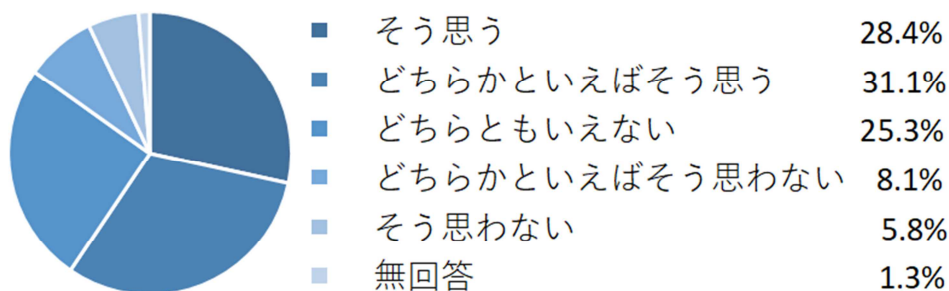 そう思う 28.4%
どちらかといえばそう思う 31.1%
どちらともいえない 25.3%
どちらかといえばそう思わない 8.1%
そう思わない 5.8%
無回答 1.3%